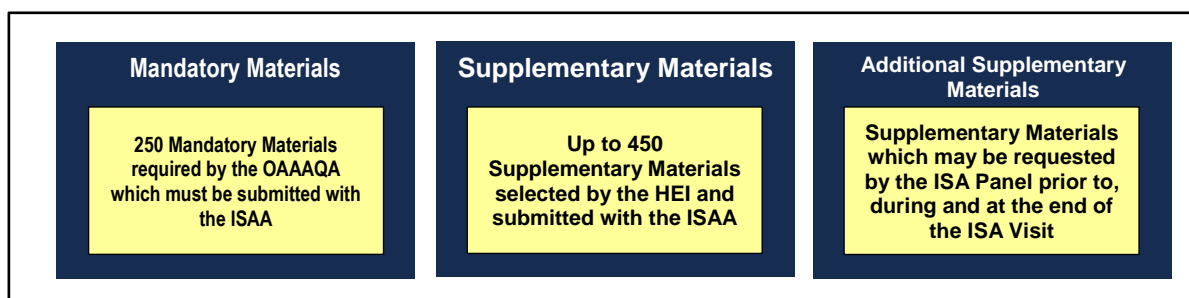 Mandatory Materials
250 Mandatory Materials
required by the OAAAQA
which must be submitted with
the ISAA
Supplementary Materials
Up to 450
Supplementary Materials
selected by the HEI and
submitted with the ISAA
Additional Supplementary
Materials
Supplementary Materials
which may be requested
by the ISA Panel prior to,
during and at the end of
the ISA Visit